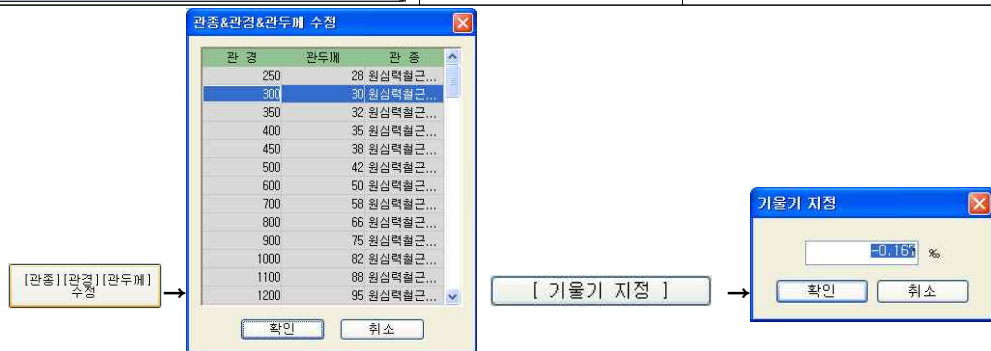 관종&관경&관두께 수정
관 경 관두께 관 종
250 28 원심력철근...
300 30 원심력철근...
350 32 원심력철근...
400 35 원심력철근...
450 38 원심력철근...
500 42 원심력철근...
600 50 원심력철근...
700 58 원심력철근...
800 66 원심력철근...
900 75 원심력철근...
1000 82 원심력철근...
1100 88 원심력철근...
1200 95 원심력철근...
확인 취소
[관종][관경][관두께]
수정
→
[ 기울기 지정 ]
→
기울기 지정
-0.167 ‰
확인 취소